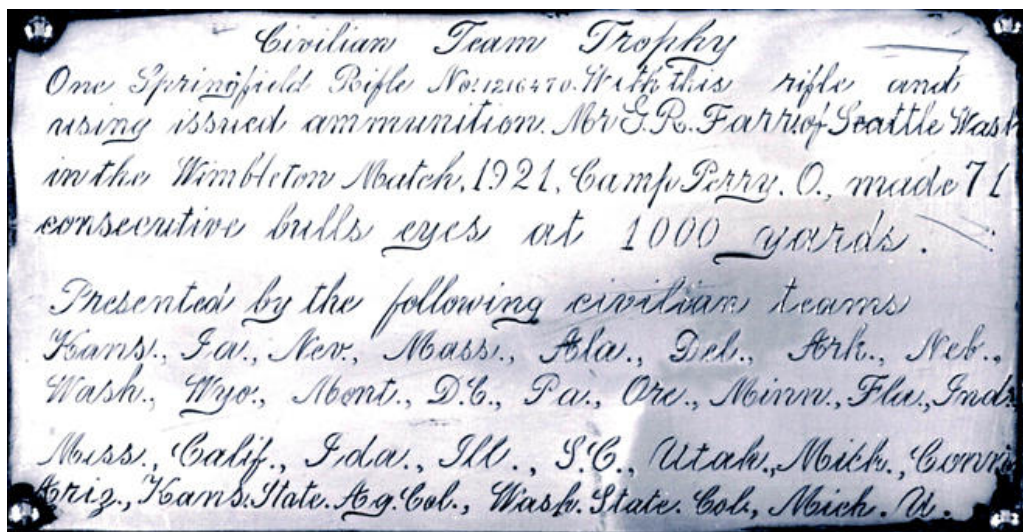 Civilian Team Trophy
One Springfield Rifle No. 1216470. With this rifle and
using issued ammunition. Mr G.R. Farr of Seattle Wash
in the Wimbleton Match, 1921, Camp Perry. O., made 71
consecutive bulls eyes at 1000 yards.
Presented by the following civilian teams
Kans., Ia., Nev., Mass., Ala., Del., Ark., Neb.,
Wash., Wyo., Mont., D.C., Pa., Ore., Minn., Fla., Ind.
Miss., Calif., Ida., Ill., S.C., Utah., Mich., Conn.
Ariz., Kans. State. Ag. Col., Wash. State. Col., Mich. U.